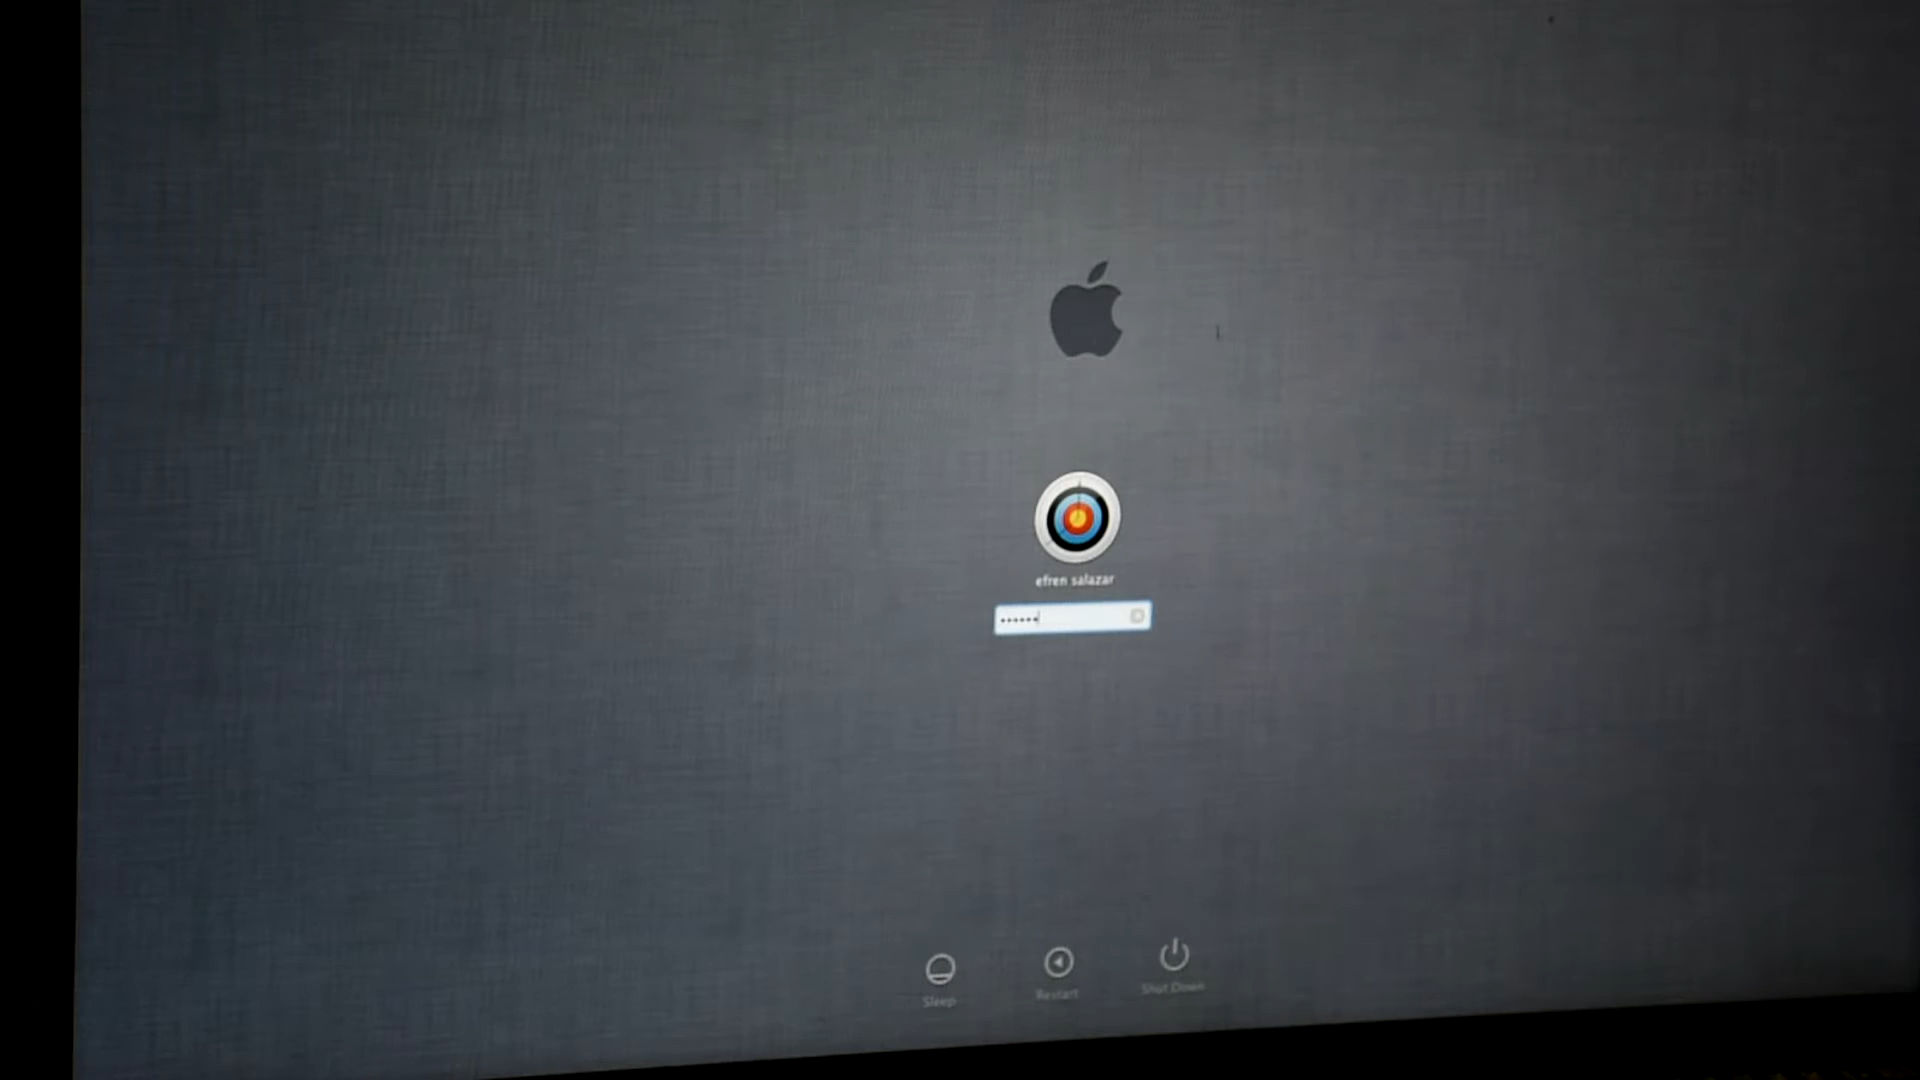 efren salazar
••••••
Sleep
Restart
Shut Down